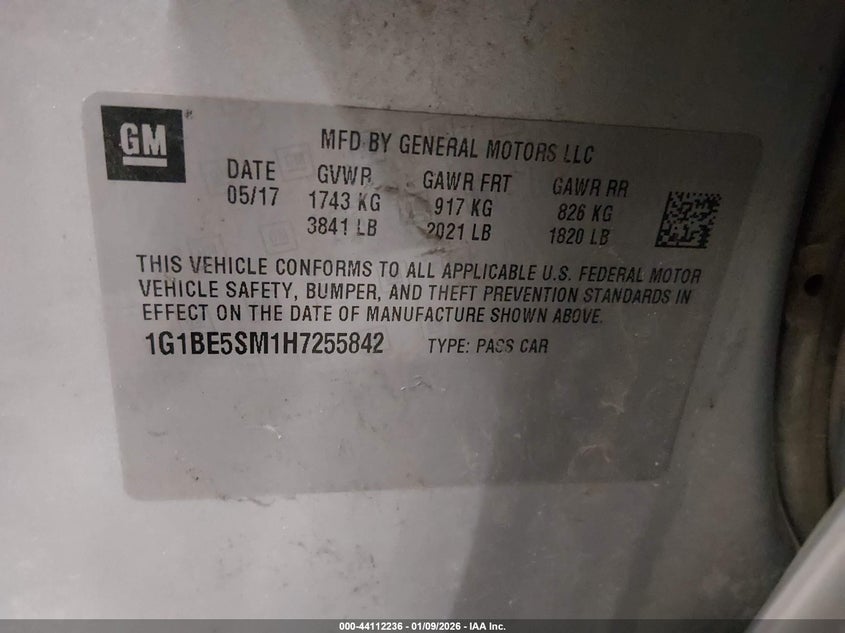 GM
MFD BY GENERAL MOTORS LLC
DATE GVWR GAWR FRT GAWR RR
05/17 1743 KG 917 KG 826 KG
3841 LB 2021 LB 1820 LB
THIS VEHICLE CONFORMS TO ALL APPLICABLE U.S. FEDERAL MOTOR
VEHICLE SAFETY, BUMPER, AND THEFT PREVENTION STANDARDS IN
EFFECT ON THE DATE OF MANUFACTURE SHOWN ABOVE.
1G1BE5SM1H7255842 TYPE: PASS CAR
000-44112236 - 01/09/2026 - IAA Inc.